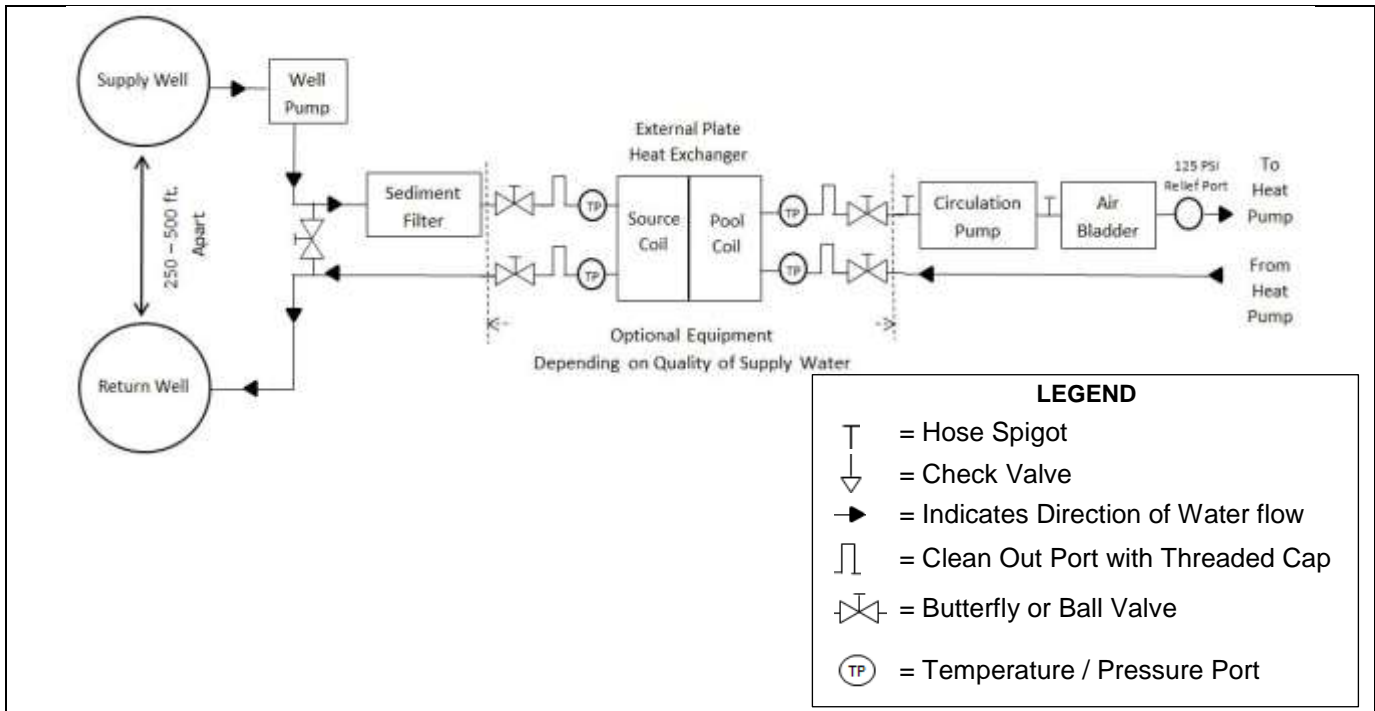 Supply Well
Well
Pump
250 – 500 ft.
Apart
Return Well
Sediment
Filter
External Plate
Heat Exchanger
TP
TP
Source
Coil
Pool
Coil
TP
TP
Optional Equipment
Depending on Quality of Supply Water
Circulation
Pump
Air
Bladder
125 PSI
Relief Port
To
Heat
Pump
From
Heat
Pump
LEGEND
= Hose Spigot
= Check Valve
= Indicates Direction of Water flow
= Clean Out Port with Threaded Cap
= Butterfly or Ball Valve
TP = Temperature / Pressure Port